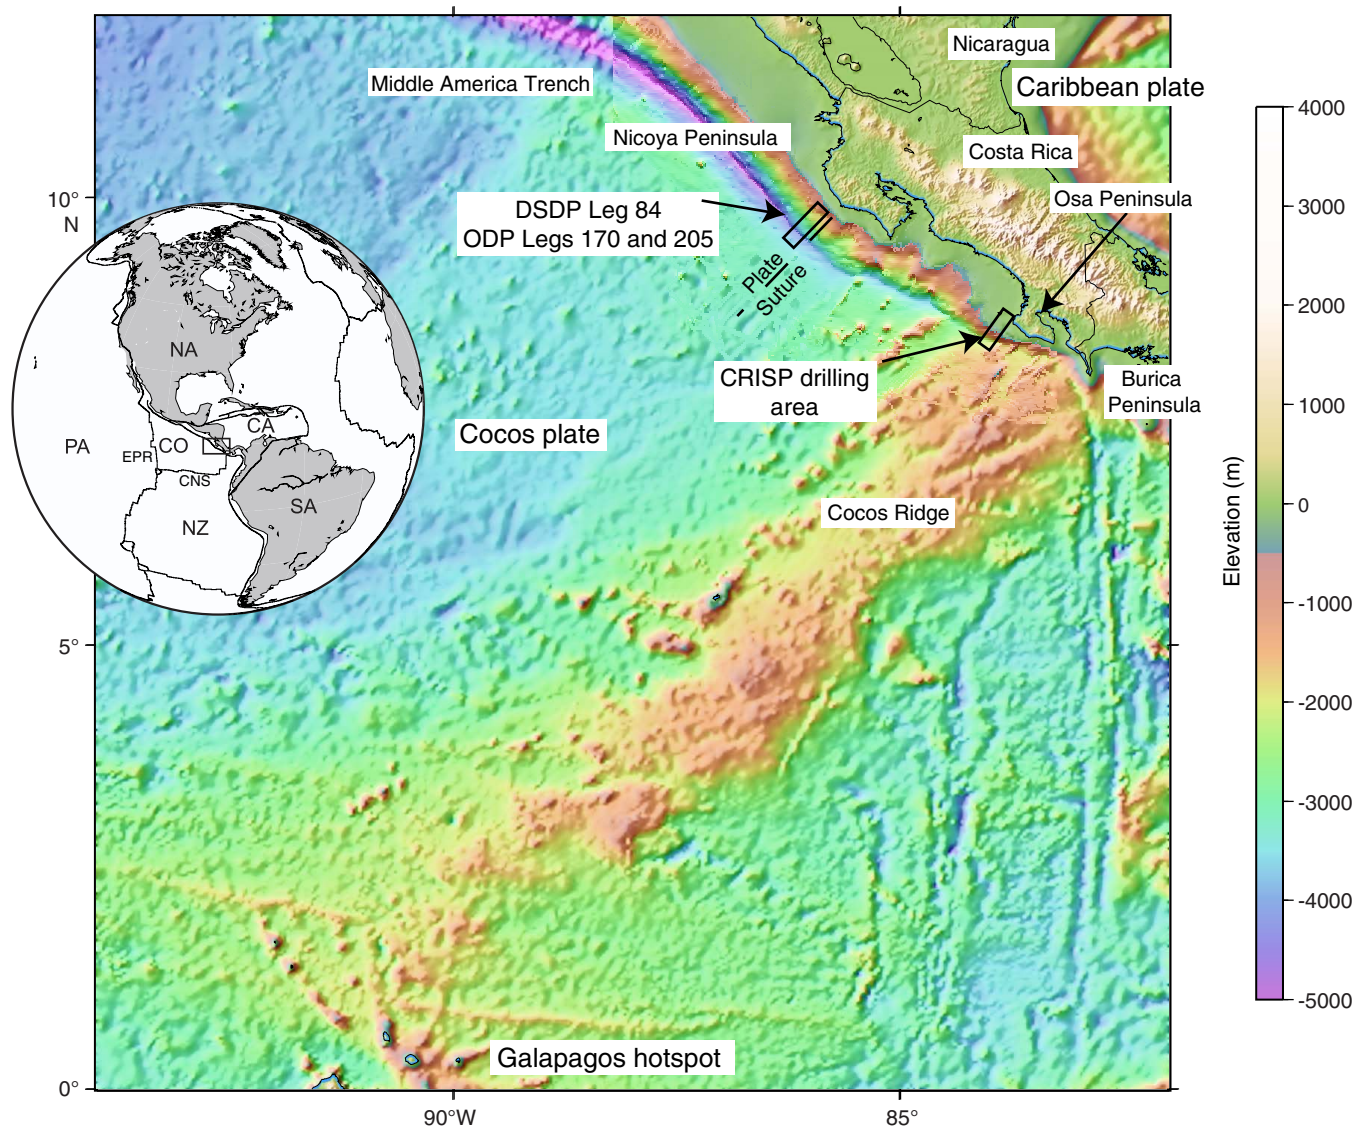 Nicaragua
Middle America Trench
Caribbean plate
Nicoya Peninsula
Costa Rica
Osa Peninsula
10°
N
DSDP Leg 84
ODP Legs 170 and 205
Plate
Suture
CRISP drilling
area
Burica
Peninsula
Cocos plate
Cocos Ridge
NA
CA
PA
EPR
CO
CNS
SA
NZ
5°
Galapagos hotspot
0°
90°W
85°
4000
3000
2000
1000
0
-1000
-2000
-3000
-4000
-5000
Elevation (m)